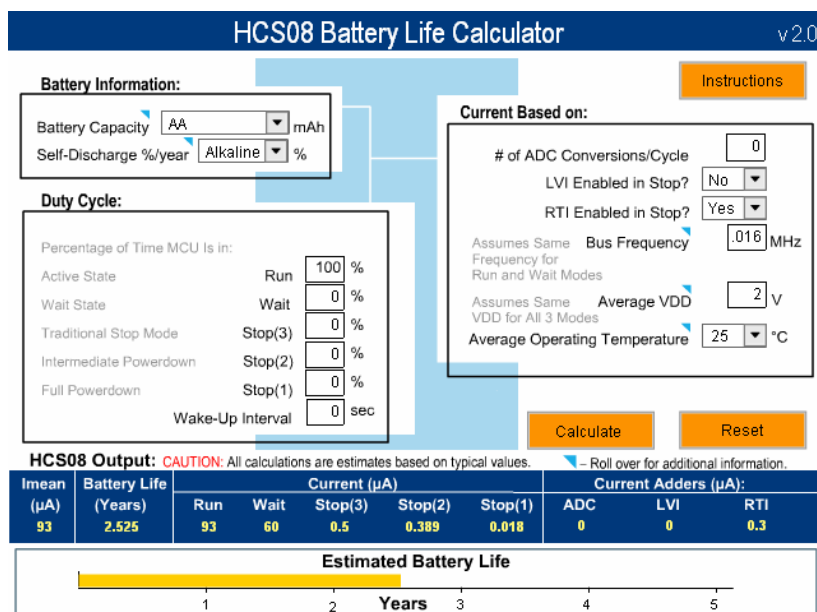 HCS08 Battery Life Calculator v 2.0
Instructions
Battery Information:
Battery Capacity AA mAh
Self-Discharge %/year Alkaline %
Duty Cycle:
Percentage of Time MCU Is in:
Active State Run 100 %
Wait State Wait 0 %
Traditional Stop Mode Stop(3) 0 %
Intermediate Powerdown Stop(2) 0 %
Full Powerdown Stop(1) 0 %
Wake-Up Interval 0 sec
Current Based on:
# of ADC Conversions/Cycle 0
LVI Enabled in Stop? No
RTI Enabled in Stop? Yes
Assumes Same Bus Frequency .016 MHz
Frequency for
Run and Wait Modes
Assumes Same Average VDD 2 V
VDD for All 3 Modes
Average Operating Temperature 25 °C
Calculate Reset
HCS08 Output: CAUTION: All calculations are estimates based on typical values. – Roll over for additional information.
Imean Battery Life Current (µA) Current Adders (µA):
(µA) (Years) Run Wait Stop(3) Stop(2) Stop(1) ADC LVI RTI
93 2.525 93 60 0.5 0.389 0.018 0 0 0.3
Estimated Battery Life
1 2 Years 3 4 5